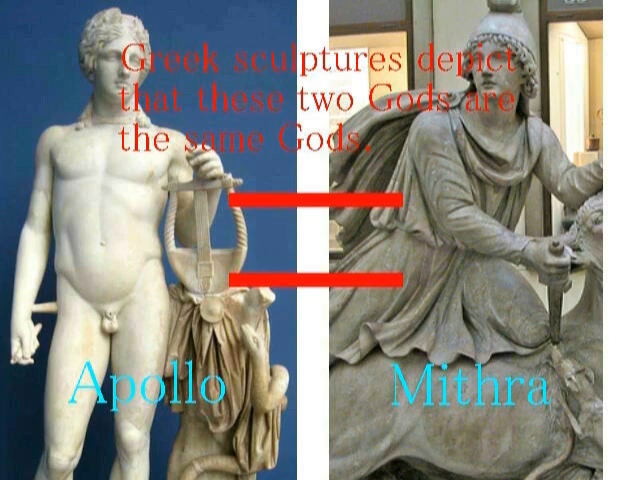 Greek sculptures depict
that these two Gods are
the same Gods.
Apollo
Mithra